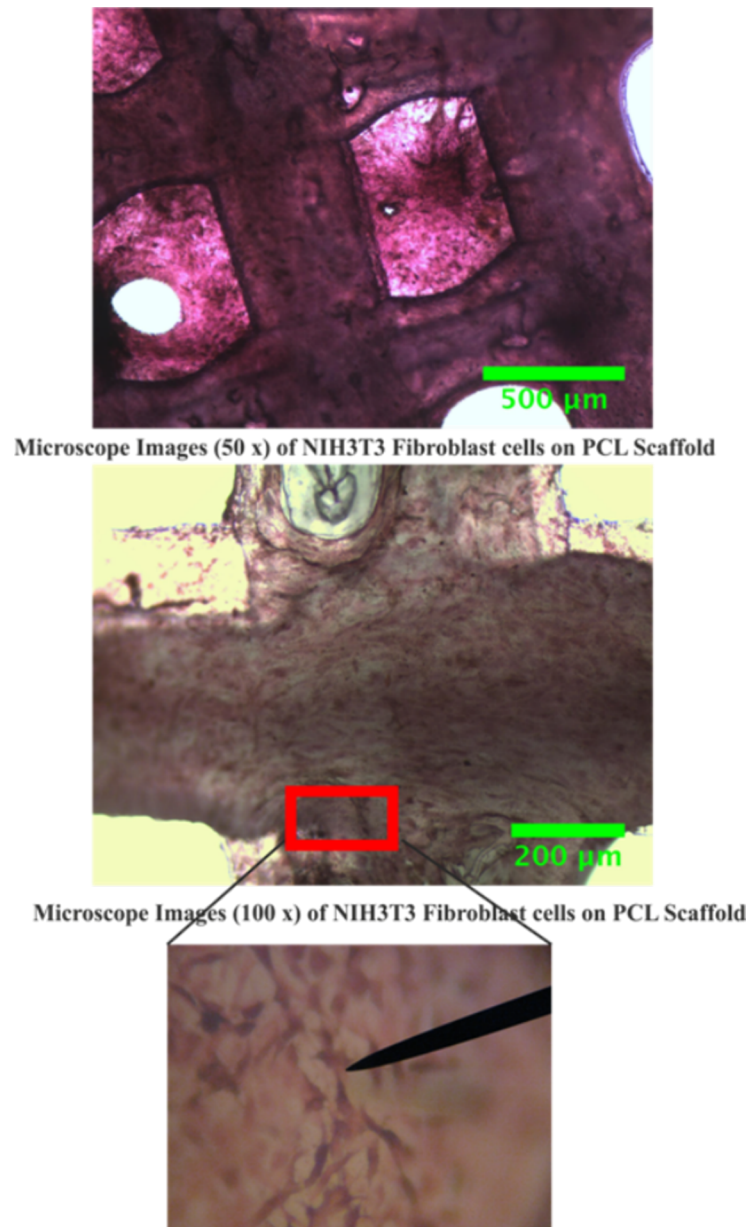 500 µm
Microscope Images (50 x) of NIH3T3 Fibroblast cells on PCL Scaffold
200 µm
Microscope Images (100 x) of NIH3T3 Fibroblast cells on PCL Scaffold